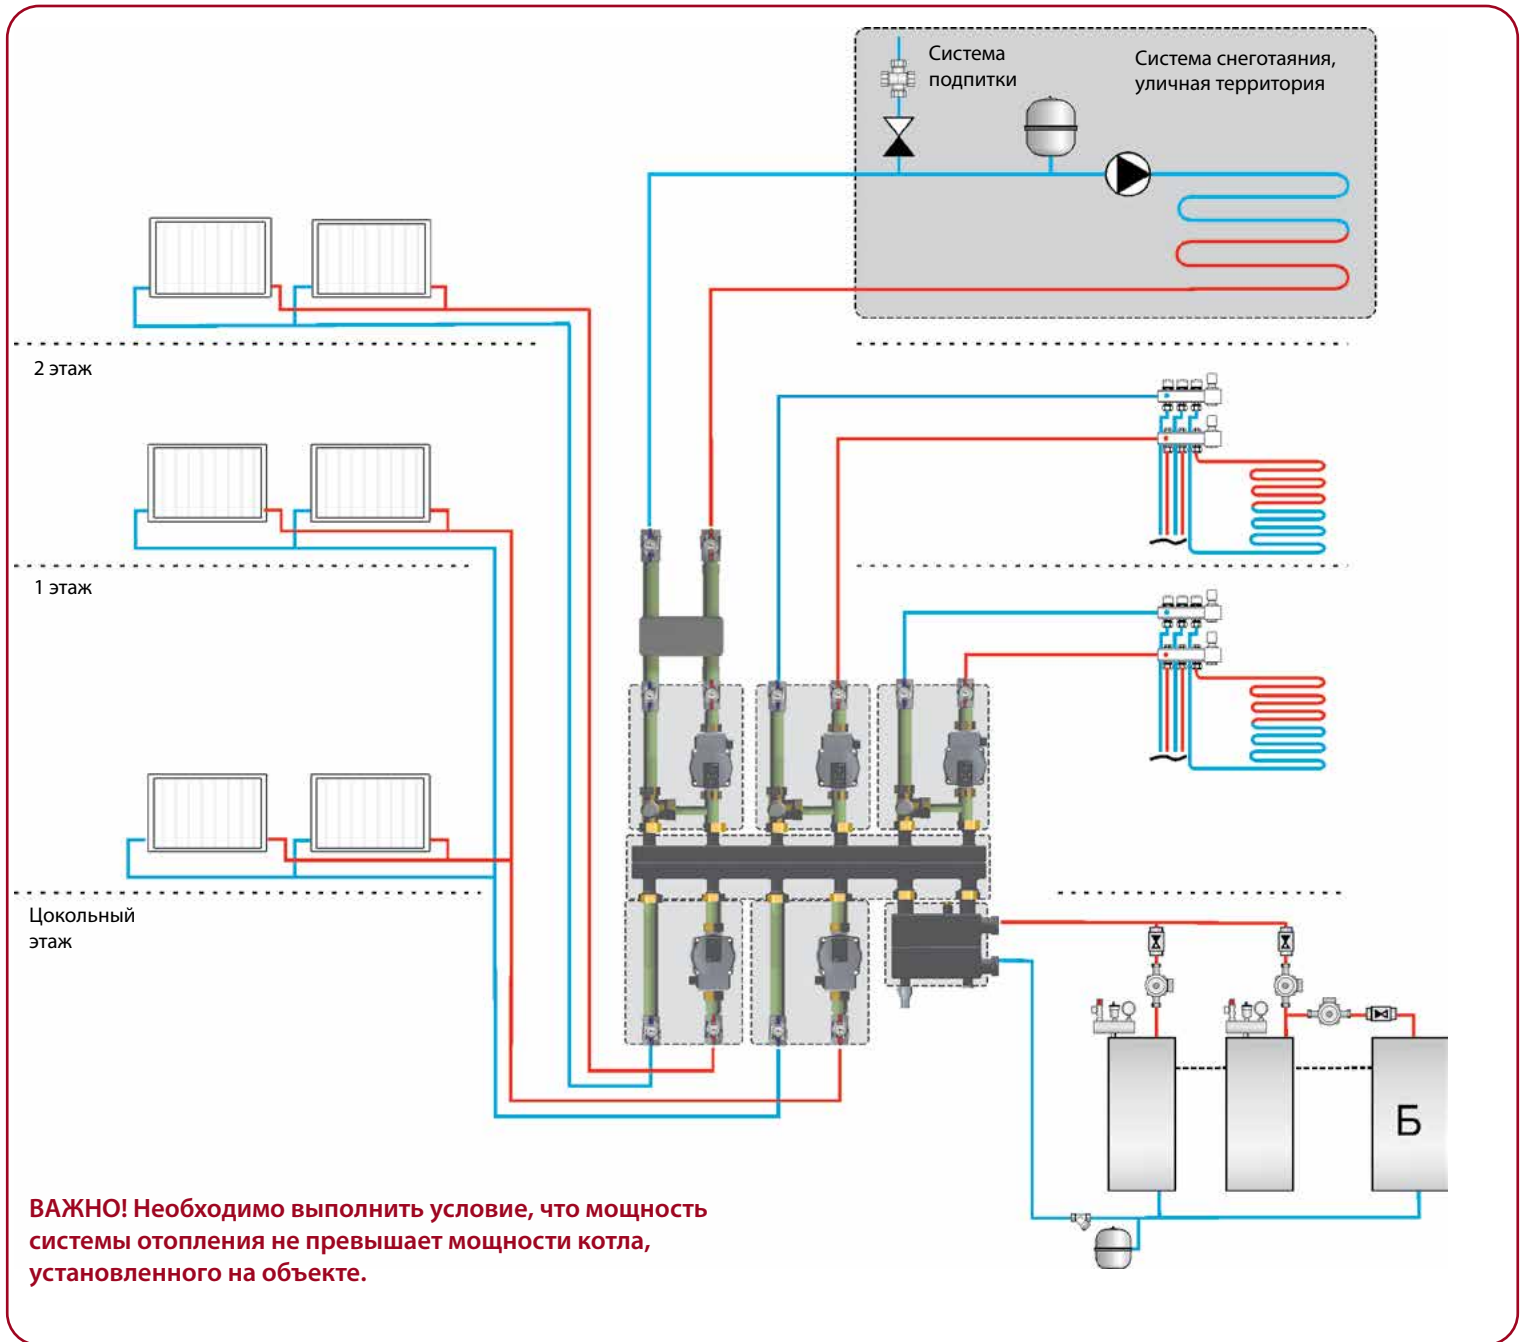 Система
подпитки
Система снеготаяния,
уличная территория
2 этаж
1 этаж
Цокольный
этаж
Б
ВАЖНО! Необходимо выполнить условие, что мощность
системы отопления не превышает мощности котла,
установленного на объекте.